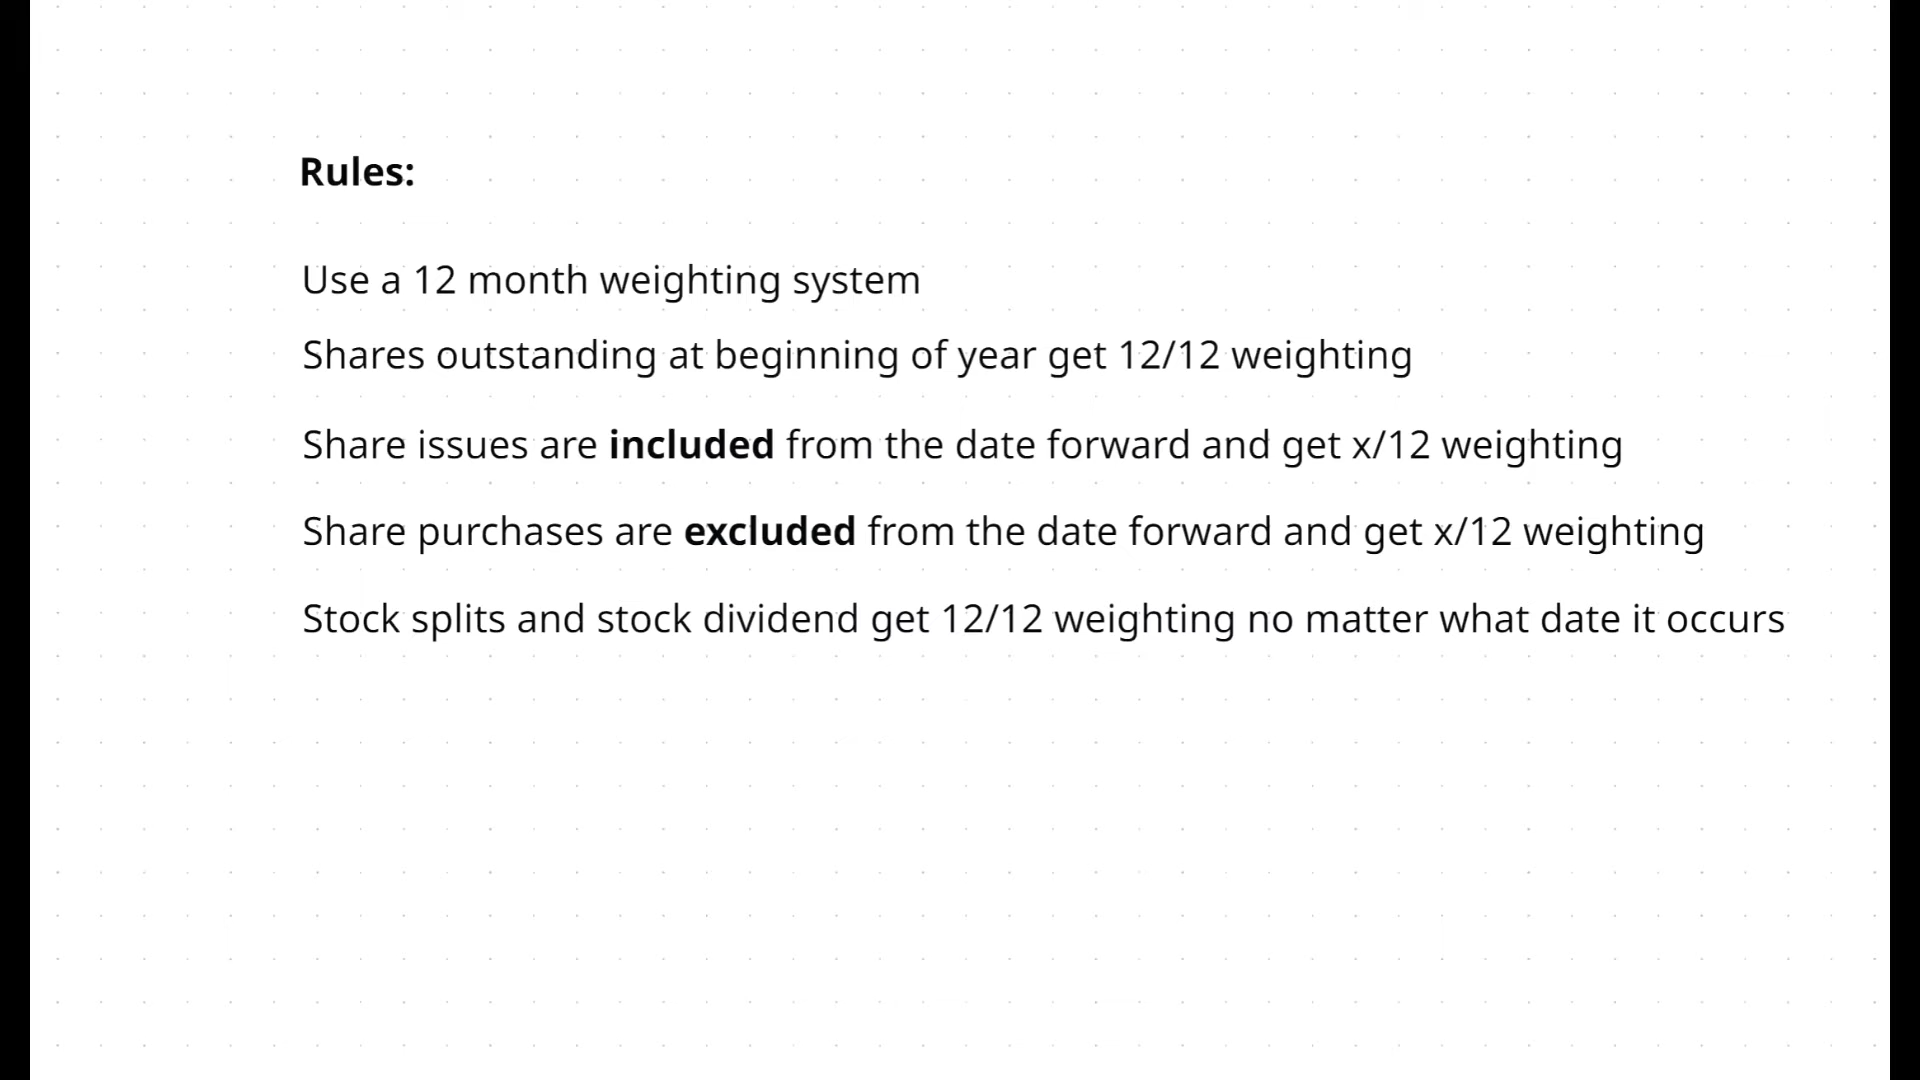 Rules:
Use a 12 month weighting system
Shares outstanding at beginning of year get 12/12 weighting
Share issues are included from the date forward and get x/12 weighting
Share purchases are excluded from the date forward and get x/12 weighting
Stock splits and stock dividend get 12/12 weighting no matter what date it occurs